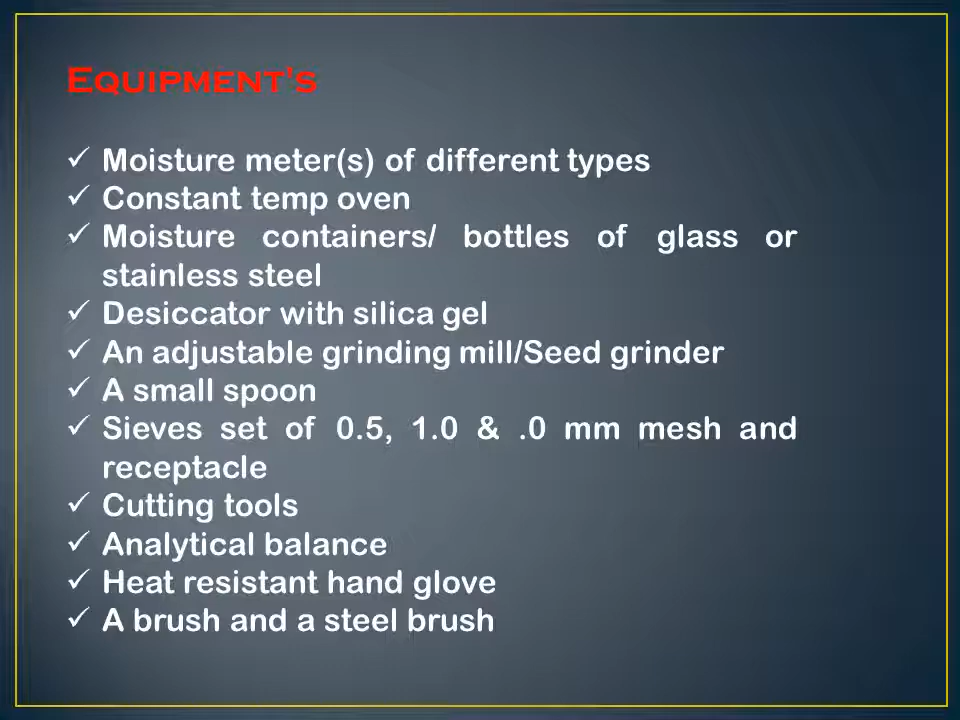 Equipment's
✓ Moisture meter(s) of different types
✓ Constant temp oven
✓ Moisture containers/ bottles of glass or
stainless steel
✓ Desiccator with silica gel
✓ An adjustable grinding mill/Seed grinder
✓ A small spoon
✓ Sieves set of 0.5, 1.0 & .0 mm mesh and
receptacle
✓ Cutting tools
✓ Analytical balance
✓ Heat resistant hand glove
✓ A brush and a steel brush